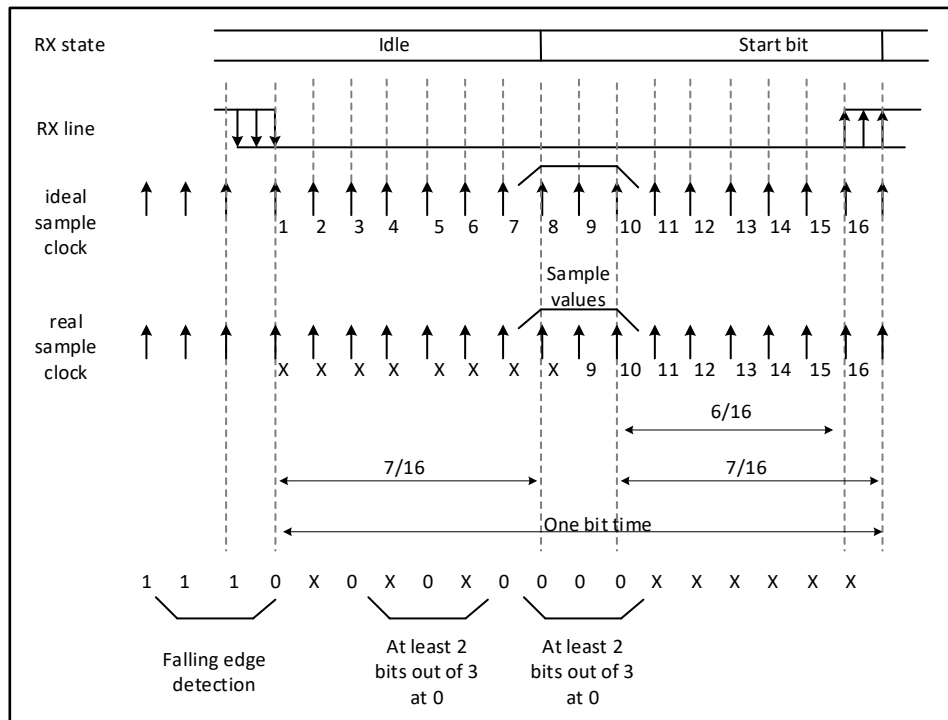 RX state
Idle
Start bit
RX line
ideal
sample
clock
1 2 3 4 5 6 7 8 9 10 11 12 13 14 15 16
Sample
values
real
sample
clock
X X X X X X X X 9 10 11 12 13 14 15 16
6/16
7/16
7/16
One bit time
1 1 1 0 X 0 X 0 X 0 0 0 0 X X X X X X
Falling edge
detection
At least 2
bits out of 3
at 0
At least 2
bits out of 3
at 0